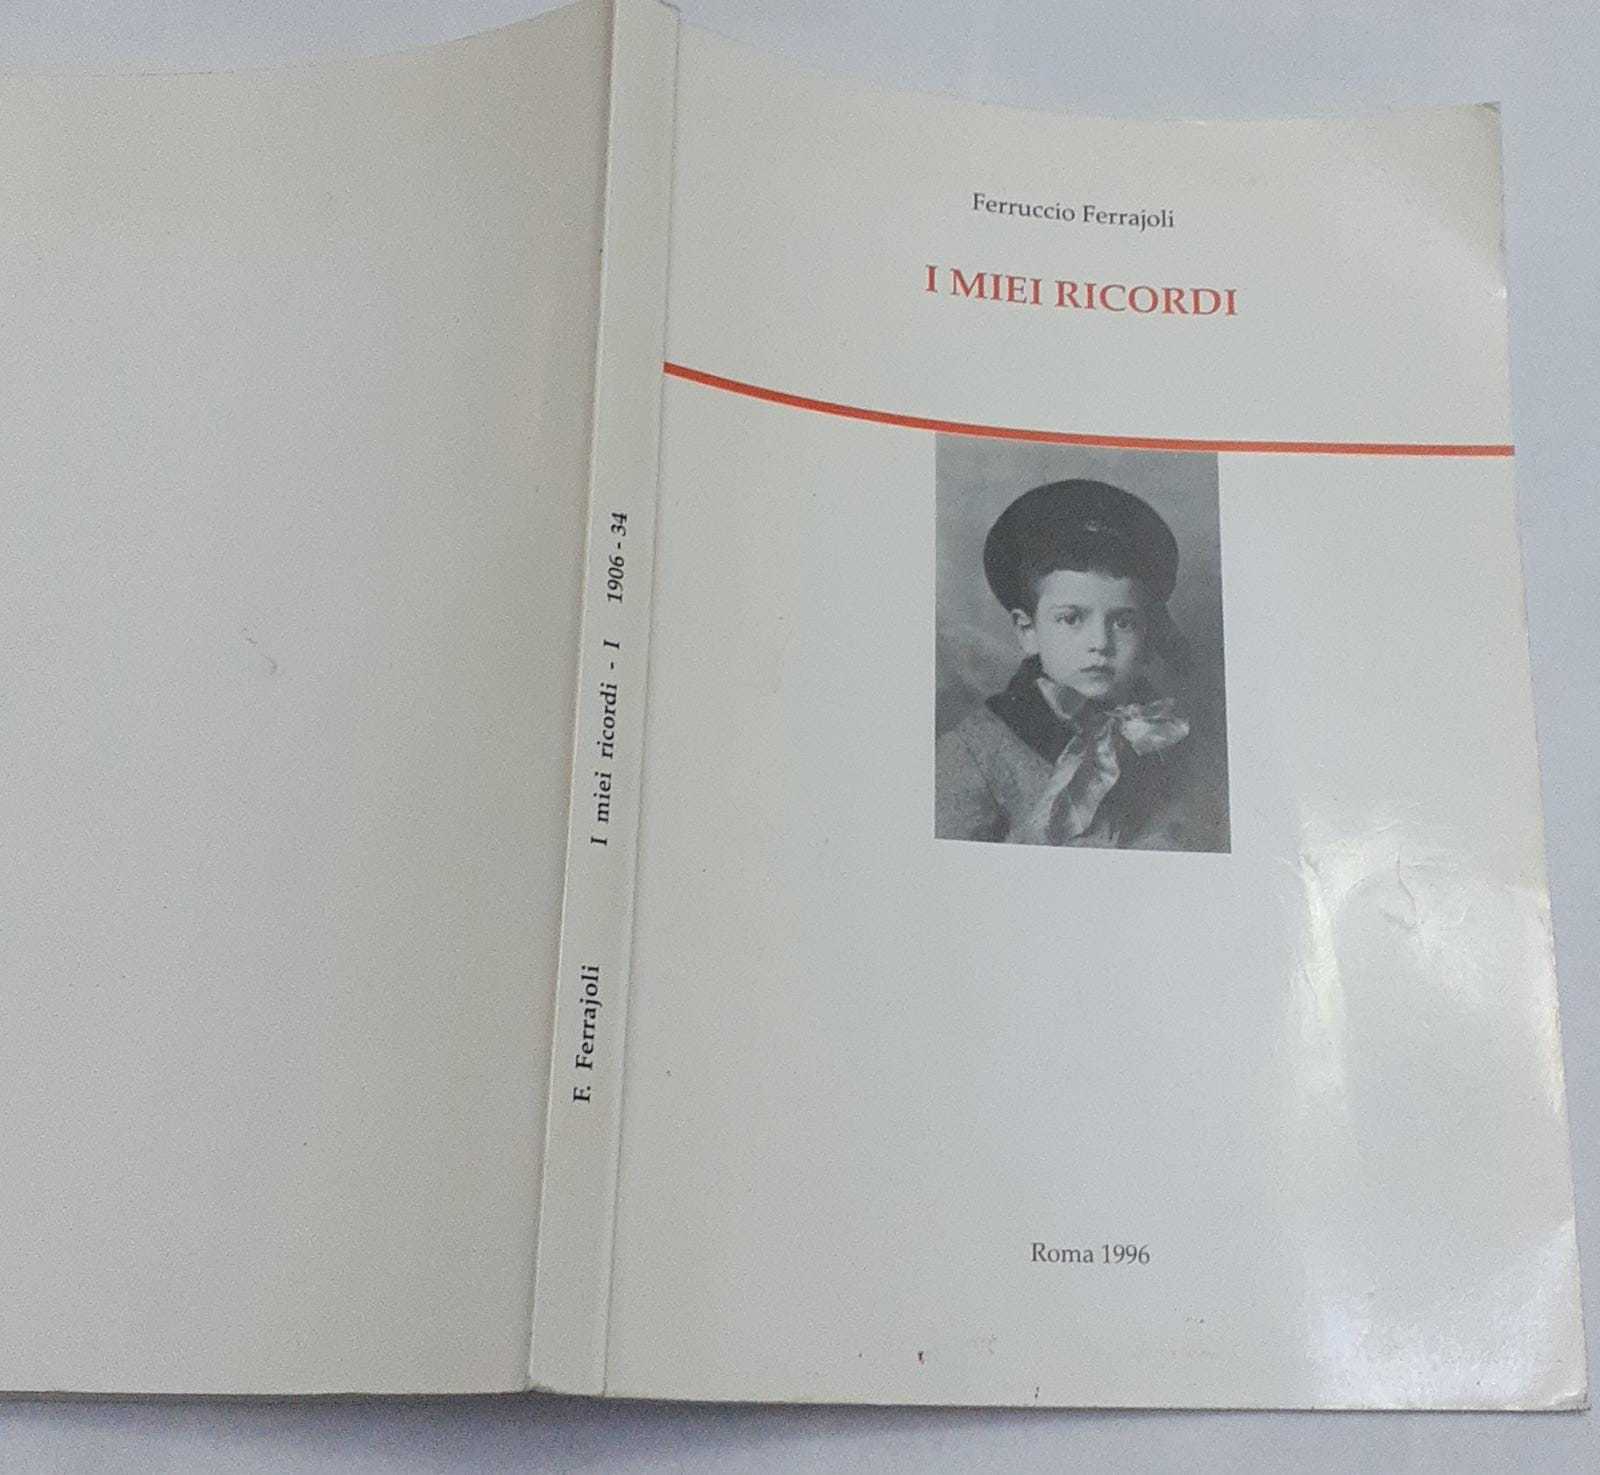 F. Ferrajoli I miei ricordi - I 1906 - 34
Ferruccio Ferrajoli
I MIEI RICORDI
Roma 1996